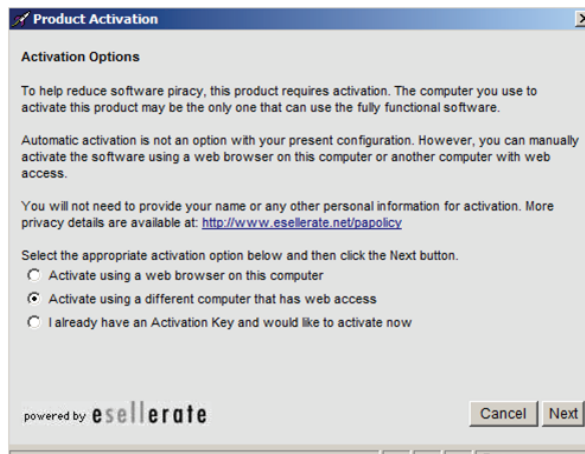 Product Activation
Activation Options
To help reduce software piracy, this product requires activation. The computer you use to
activate this product may be the only one that can use the fully functional software.
Automatic activation is not an option with your present configuration. However, you can manually
activate the software using a web browser on this computer or another computer with web
access.
You will not need to provide your name or any other personal information for activation. More
privacy details are available at: http://www.esellerate.net/papolicy
Select the appropriate activation option below and then click the Next button.
Activate using a web browser on this computer
Activate using a different computer that has web access
I already have an Activation Key and would like to activate now
powered by esellerate
Cancel Next